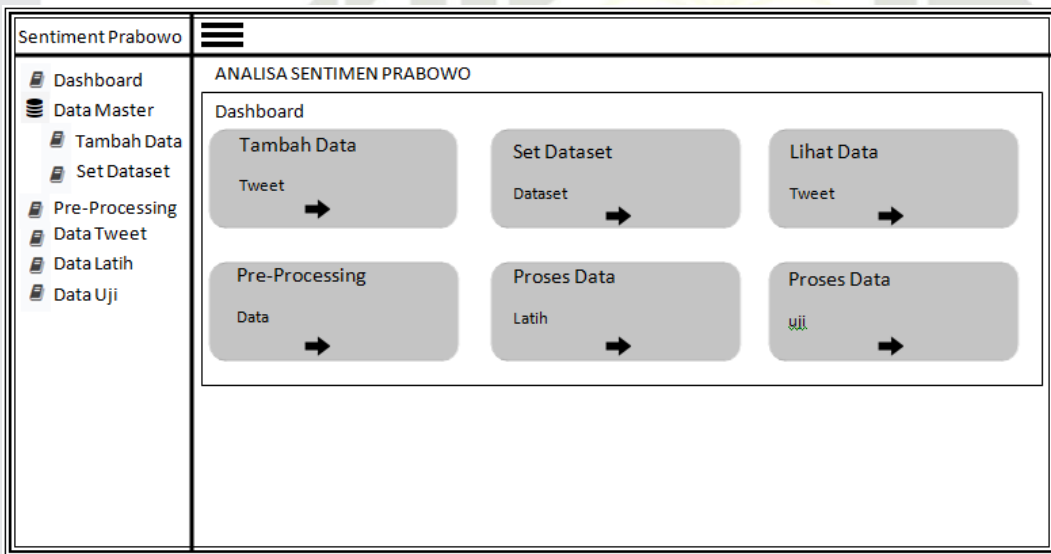 Sentiment Prabowo
Dashboard
Data Master
Tambah Data
Set Dataset
Pre-Processing
Data Tweet
Data Latih
Data Uji
ANALISA SENTIMEN PRABOWO
Dashboard
Tambah Data
Tweet
Set Dataset
Dataset
Lihat Data
Tweet
Pre-Processing
Data
Proses Data
Latih
Proses Data
uji